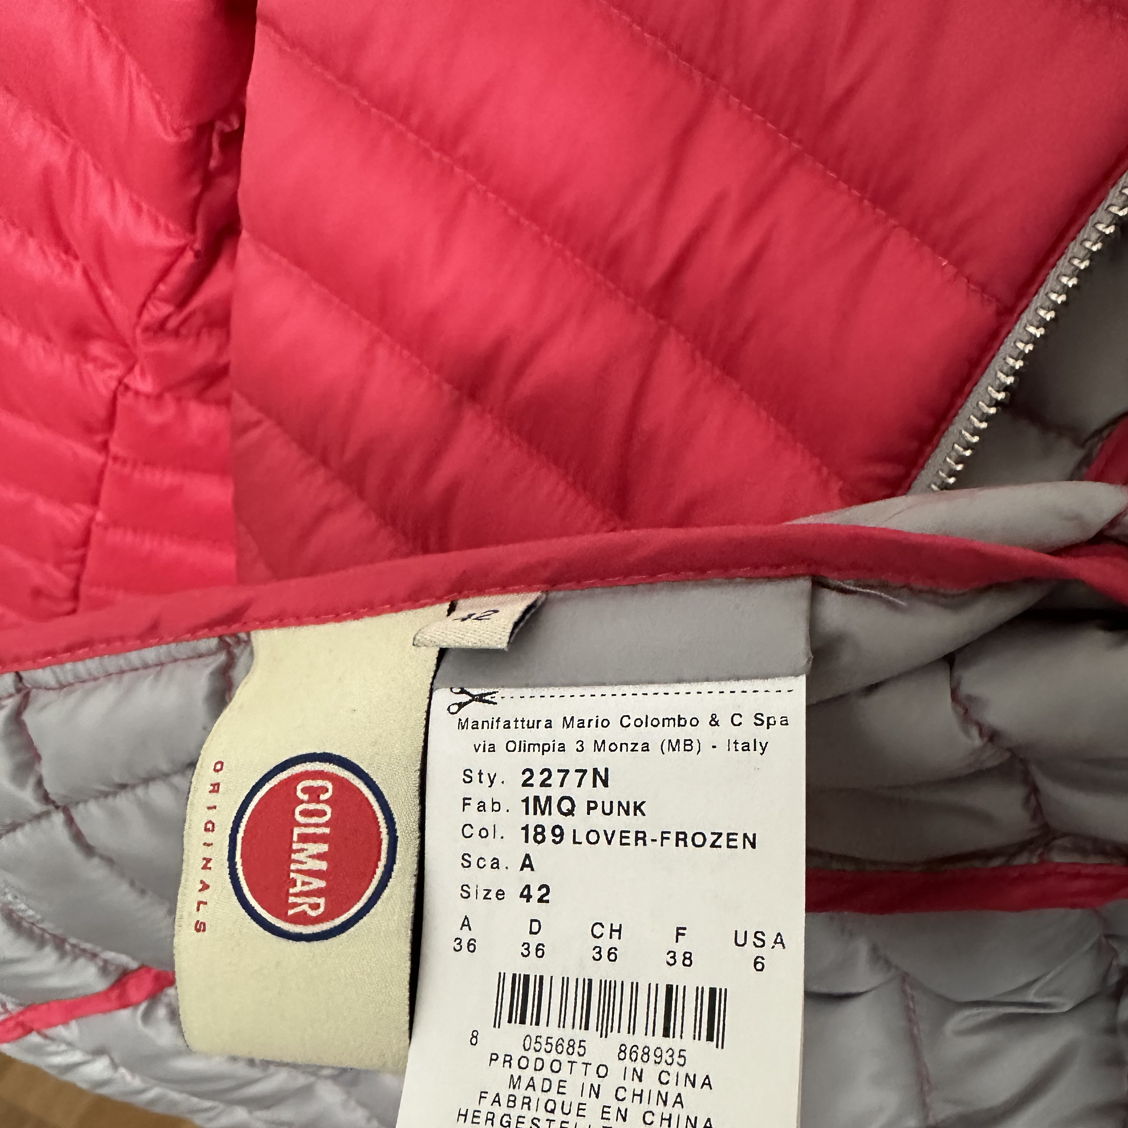 42
ORIGINALS
COLMAR
Manifattura Mario Colombo & C Spa
via Olimpia 3 Monza (MB) - Italy
Sty. 2277N
Fab. 1MQ PUNK
Col. 189 LOVER-FROZEN
Sca. A
Size 42
A D CH F USA
36 36 36 38 6
8 055685 868935
PRODOTTO IN CINA
MADE IN CHINA
FABRIQUE EN CHINA